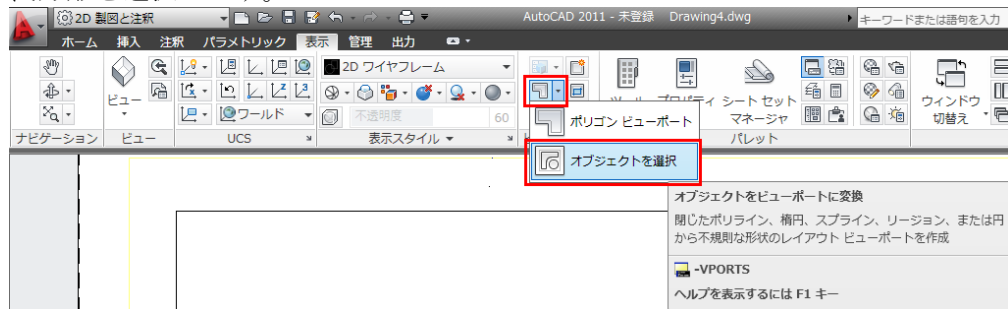 2D 製図と注釈
AutoCAD 2011 - 未登録 Drawing4.dwg
キーワードまたは語句を入力
ホーム 挿入 注釈 パラメトリック 表示 管理 出力
2D ワイヤフレーム
ビュー
ワールド
不透明度 60
シート セット
マネージャ
ウィンドウ
切替え
ナビゲーション ビュー UCS 表示スタイル パレット
ポリゴン ビューポート
オブジェクトを選択
オブジェクトをビューポートに変換
閉じたポリライン、楕円、スプライン、リージョン、または円
から不規則な形状のレイアウト ビューポートを作成
-VPORTS
ヘルプを表示するには F1 キー